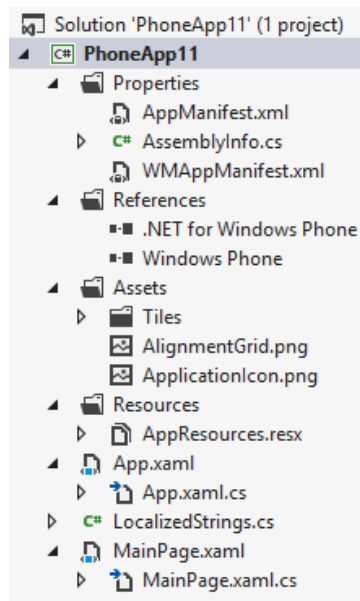 Solution 'PhoneApp11' (1 project)
C# PhoneApp11
Properties
AppManifest.xml
C# AssemblyInfo.cs
WMAppManifest.xml
References
.NET for Windows Phone
Windows Phone
Assets
Tiles
AlignmentGrid.png
ApplicationIcon.png
Resources
AppResources.resx
App.xaml
App.xaml.cs
C# LocalizedStrings.cs
MainPage.xaml
MainPage.xaml.cs